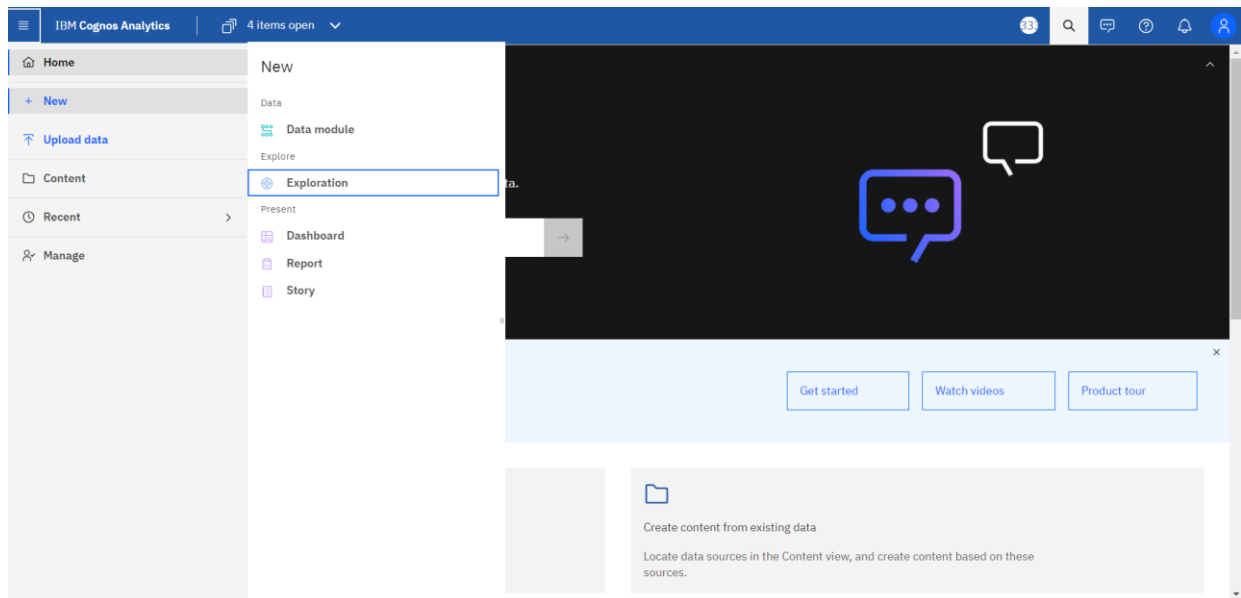 IBM Cognos Analytics
4 items open
Home
New
Upload data
Content
Recent
Manage
New
Data
Data module
Explore
Exploration
Present
Dashboard
Report
Story
ta.
Get started
Watch videos
Product tour
Create content from existing data
Locate data sources in the Content view, and create content based on these
sources.